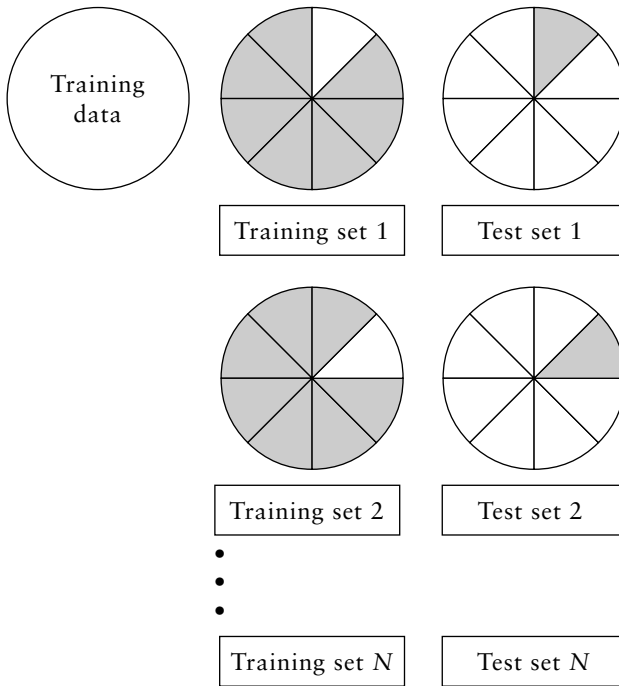 Training
data
Training set 1
Test set 1
Training set 2
Test set 2
Training set N
Test set N